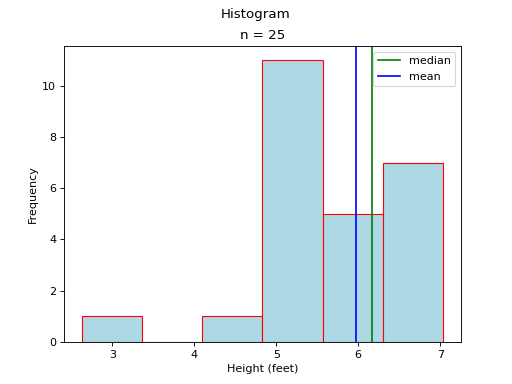 Histogram
n = 25
median
mean
10
8
6
4
2
0
Frequency
3 4 5 6 7
Height (feet)